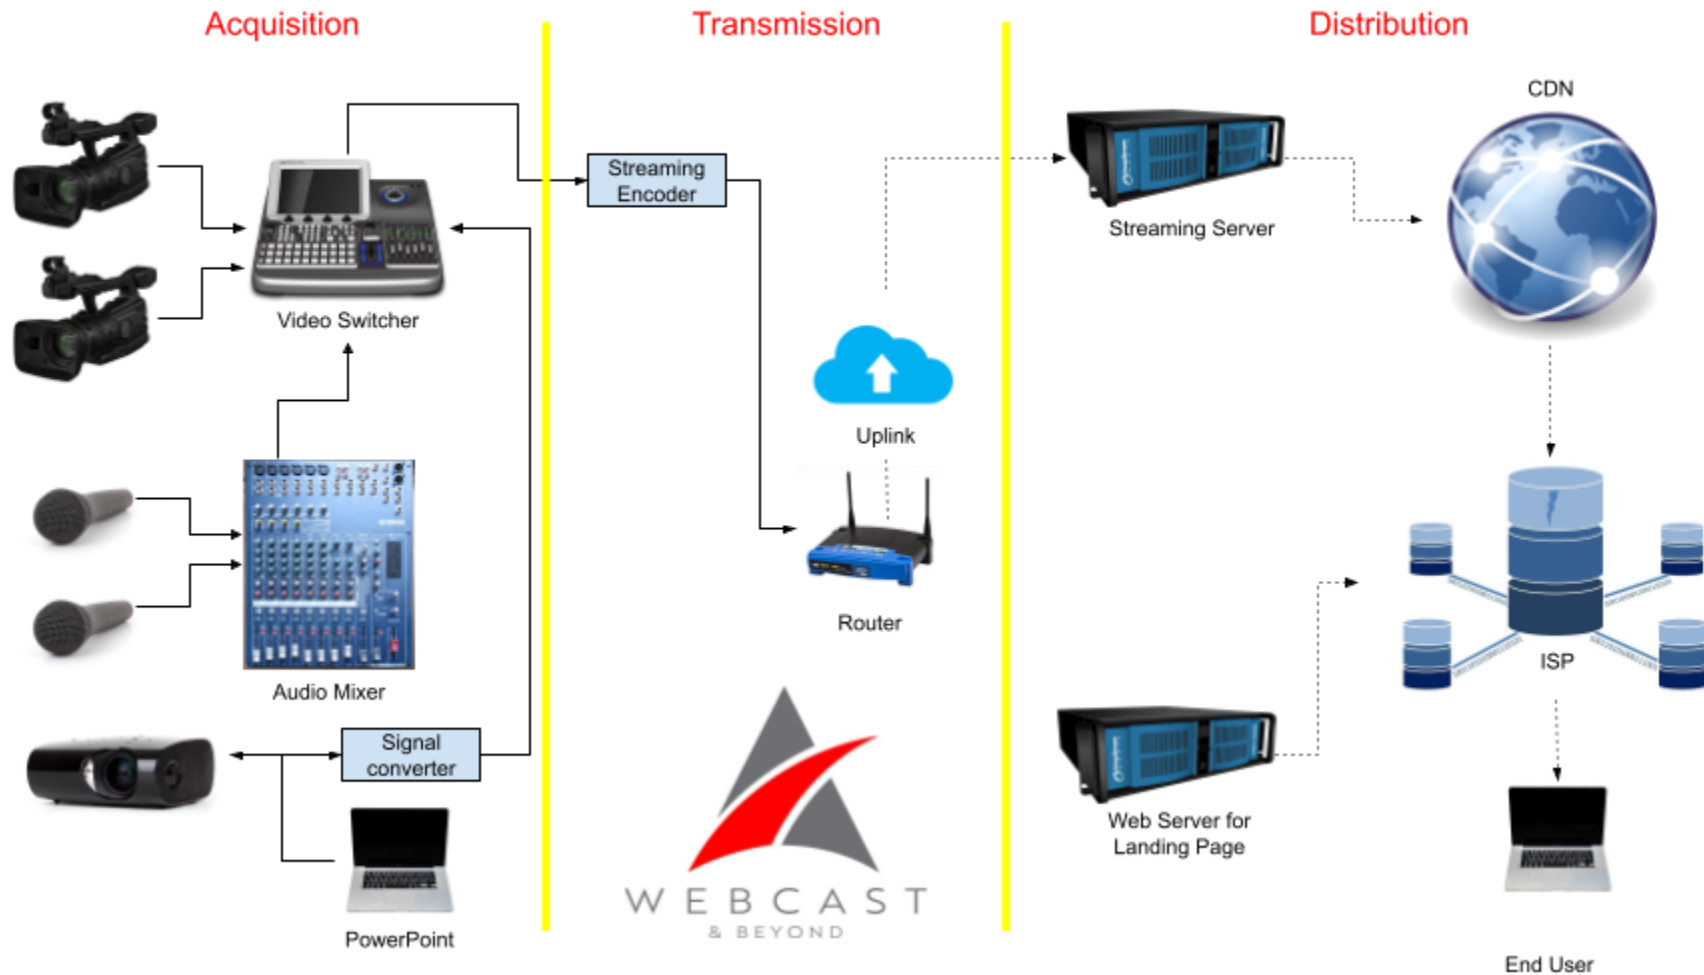 Acquisition
Transmission
Distribution
CDN
Streaming
Encoder
Streaming Server
Video Switcher
Uplink
Router
ISP
Audio Mixer
Signal
converter
Web Server for
Landing Page
PowerPoint
WEBCAST
& BEYOND
End User